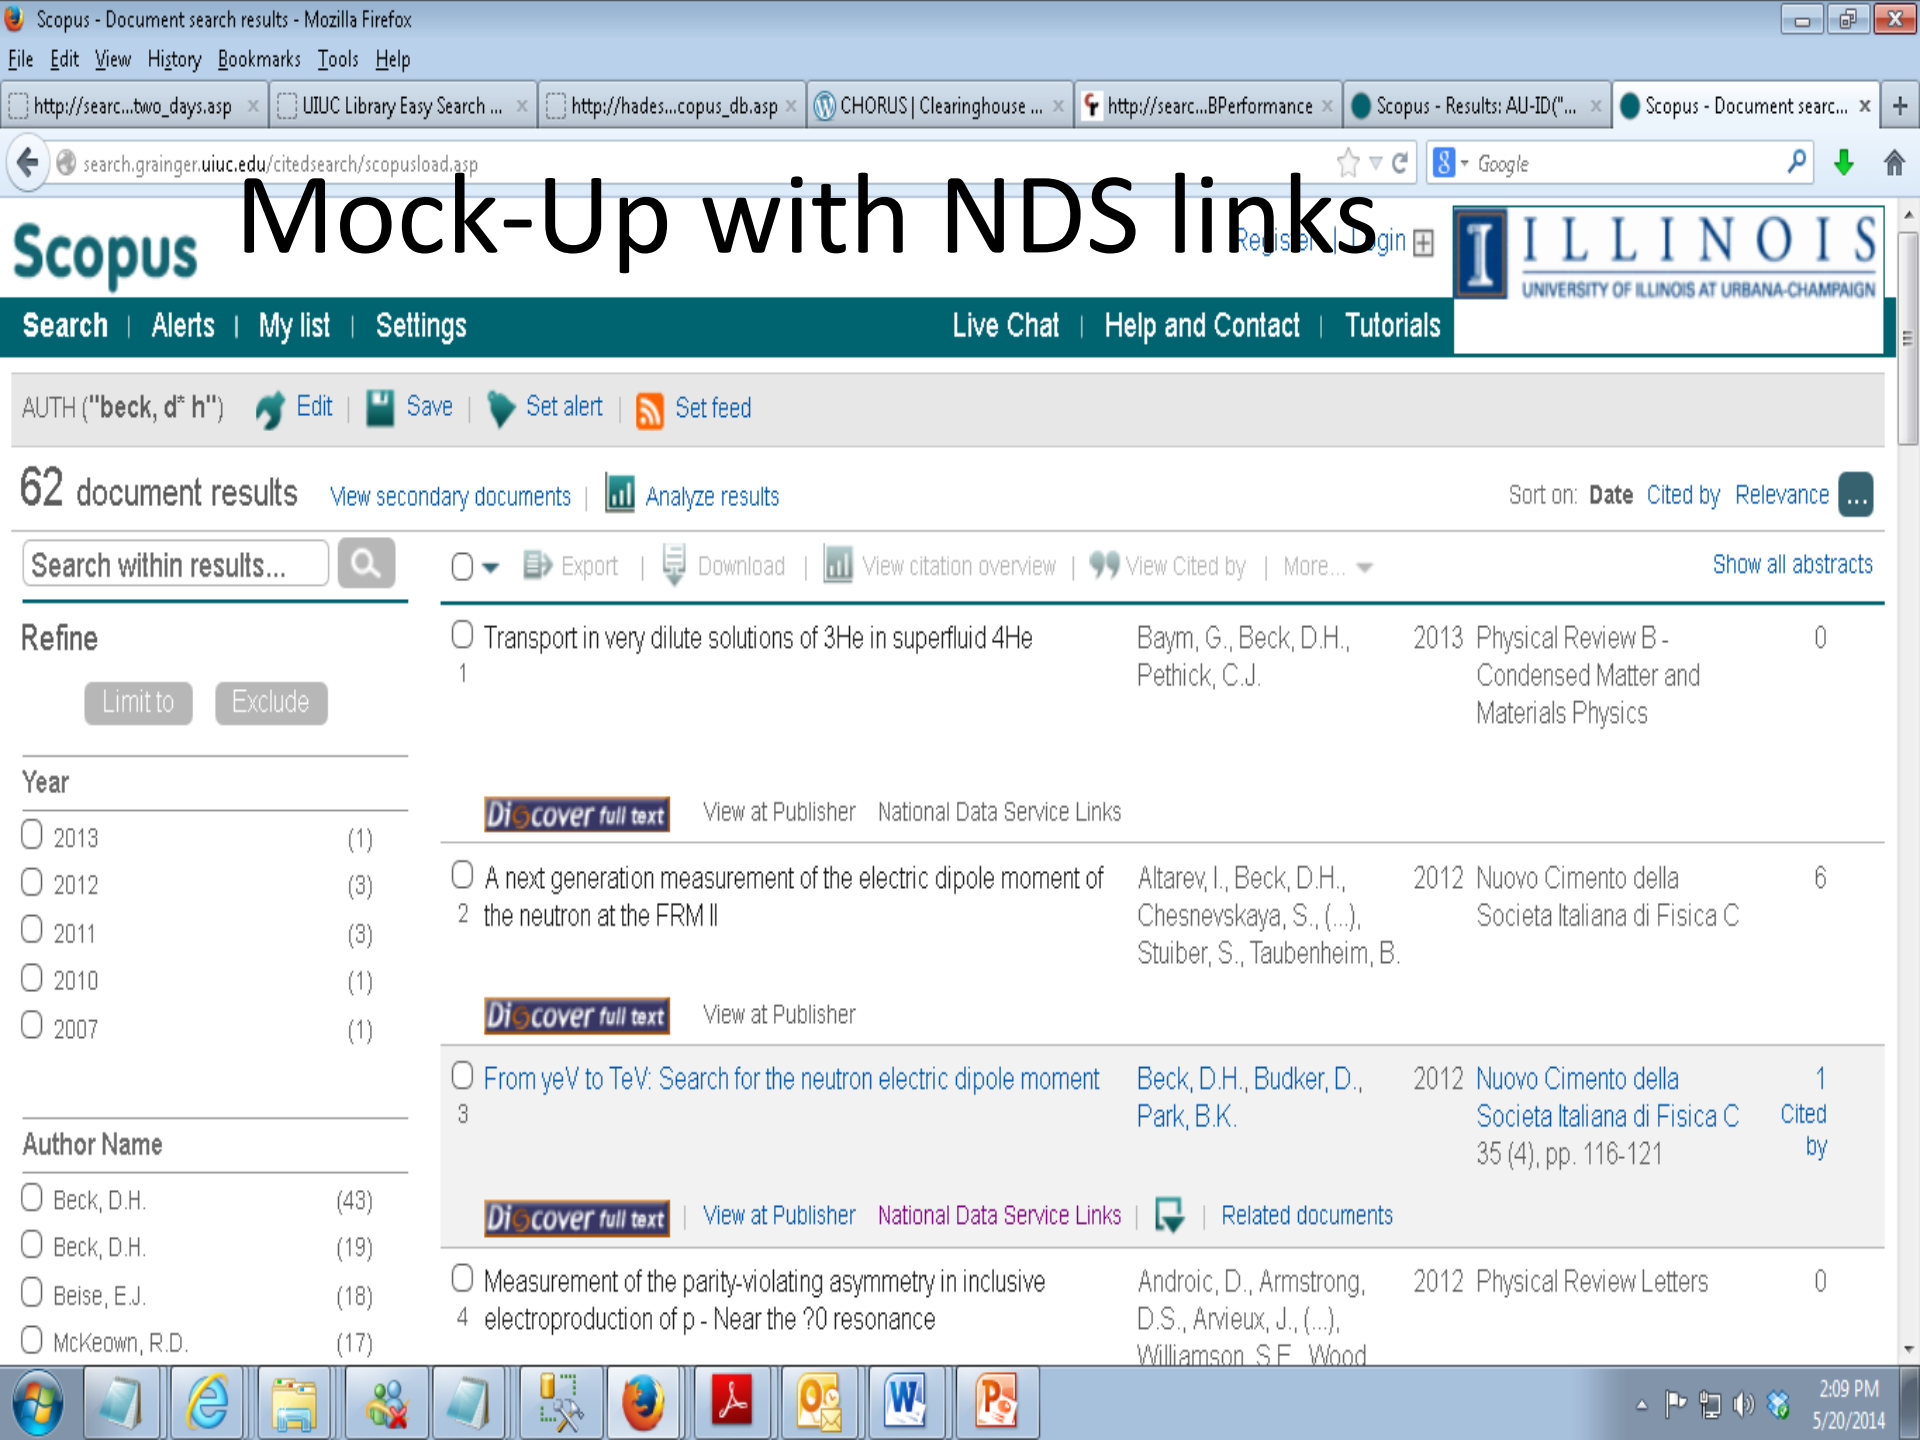 Scopus - Document search results - Mozilla Firefox
File Edit View History Bookmarks Tools Help
http://searc...two_days.asp
UIUC Library Easy Search ...
http://hades...copus_db.asp
CHORUS | Clearinghouse ...
http://searc...BPerformance
Scopus - Results: AU-ID("...
Scopus - Document searc...
search.grainger.uiuc.edu/citedsearch/scopusload.asp
Google
Mock-Up with NDS links
Scopus
Register | Login
ILLINOIS
UNIVERSITY OF ILLINOIS AT URBANA-CHAMPAIGN
Search | Alerts | My list | Settings
Live Chat | Help and Contact | Tutorials
AUTH ("beck, d* h") Edit | Save | Set alert | Set feed
62 document results View secondary documents | Analyze results
Sort on: Date Cited by Relevance ...
Search within results...
Export | Download | View citation overview | View Cited by | More...
Show all abstracts
Refine
Limit to Exclude
Year
2013 (1)
2012 (3)
2011 (3)
2010 (1)
2007 (1)
Author Name
Beck, D.H. (43)
Beck, D.H. (19)
Beise, E.J. (18)
McKeown, R.D. (17)
1 Transport in very dilute solutions of 3He in superfluid 4He
Baym, G., Beck, D.H.,
Pethick, C.J.
2013 Physical Review B -
Condensed Matter and
Materials Physics
0
Discover full text View at Publisher National Data Service Links
2 A next generation measurement of the electric dipole moment of
the neutron at the FRM II
Altarev, I., Beck, D.H.,
Chesnevskaya, S., (...),
Stuiber, S., Taubenheim, B.
2012 Nuovo Cimento della
Societa Italiana di Fisica C
6
Discover full text View at Publisher
3 From yeV to TeV: Search for the neutron electric dipole moment
Beck, D.H., Budker, D.,
Park, B.K.
2012 Nuovo Cimento della
Societa Italiana di Fisica C
35 (4), pp. 116-121
1
Cited
by
Discover full text | View at Publisher National Data Service Links | | Related documents
4 Measurement of the parity-violating asymmetry in inclusive
electroproduction of p - Near the ?0 resonance
Androic, D., Armstrong,
D.S., Arvieux, J., (...),
Williamson, S.E., Wood
2012 Physical Review Letters
0
2:09 PM
5/20/2014